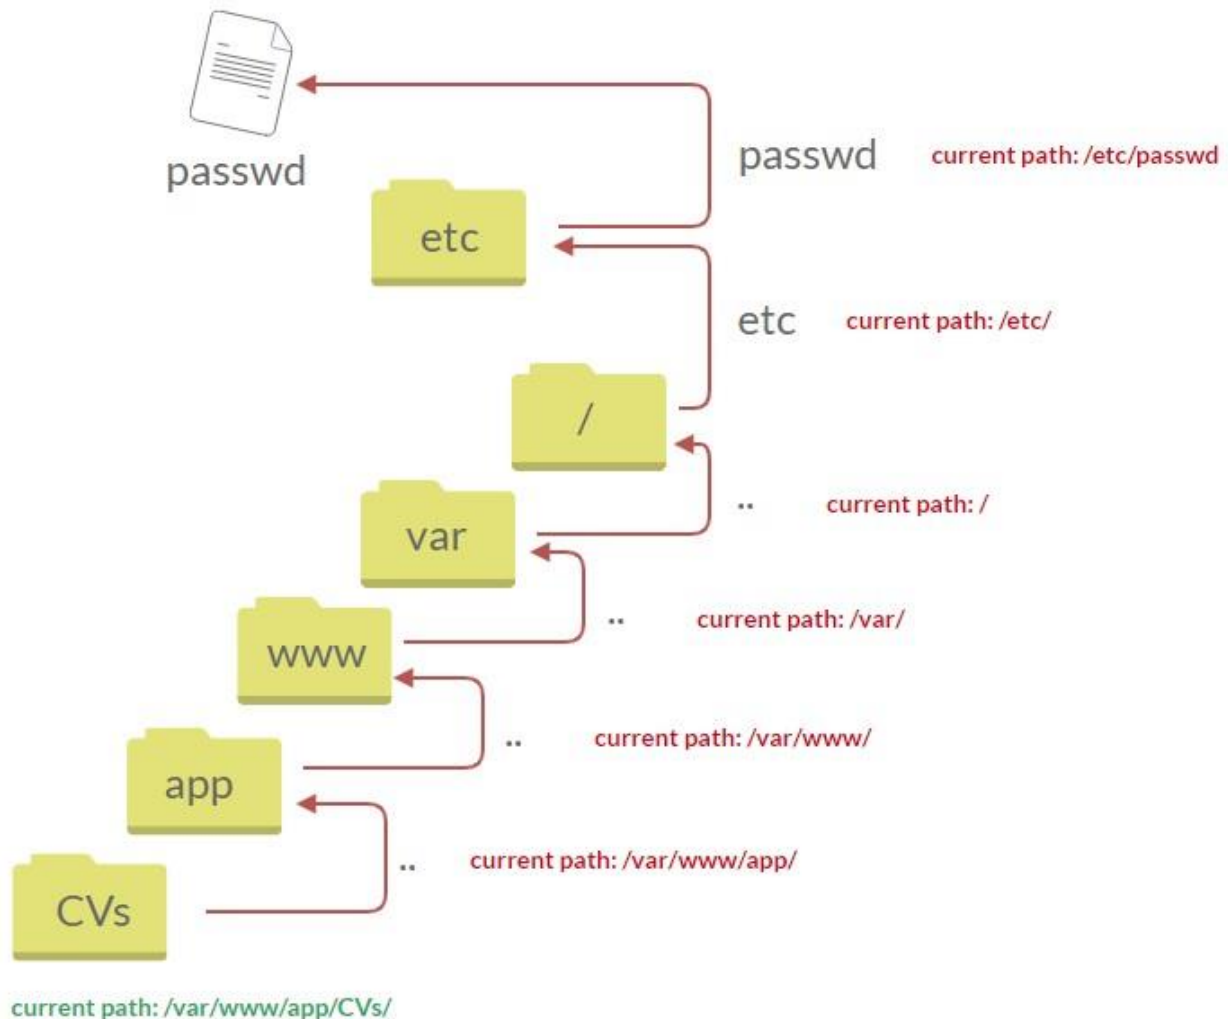 passwd
passwd current path: /etc/passwd
etc
etc current path: /etc/
/
.. current path: /
var
.. current path: /var/
www
.. current path: /var/www/
app
.. current path: /var/www/app/
CVs
current path: /var/www/app/CVs/